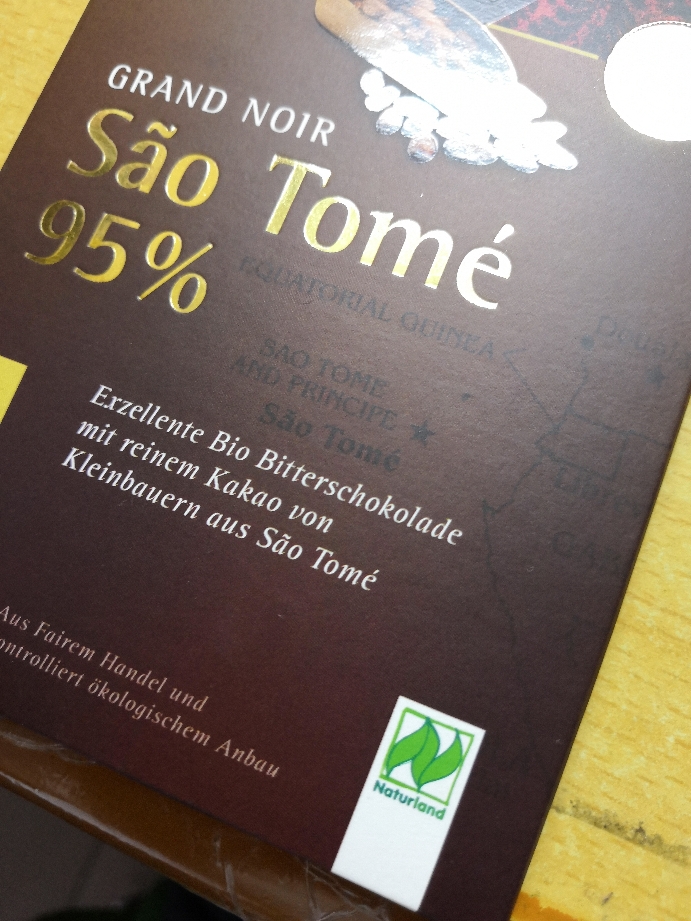 GRAND NOIR
São Tomé
95%
EQUATORIAL GUINEA
SAO TOME
AND PRINCIPE
São Tomé
Exzellente Bio Bitterschokolade
mit reinem Kakao von
Kleinbauern aus São Tomé
Aus Fairem Handel und
ontrolliert ökologischem Anbau
Naturland